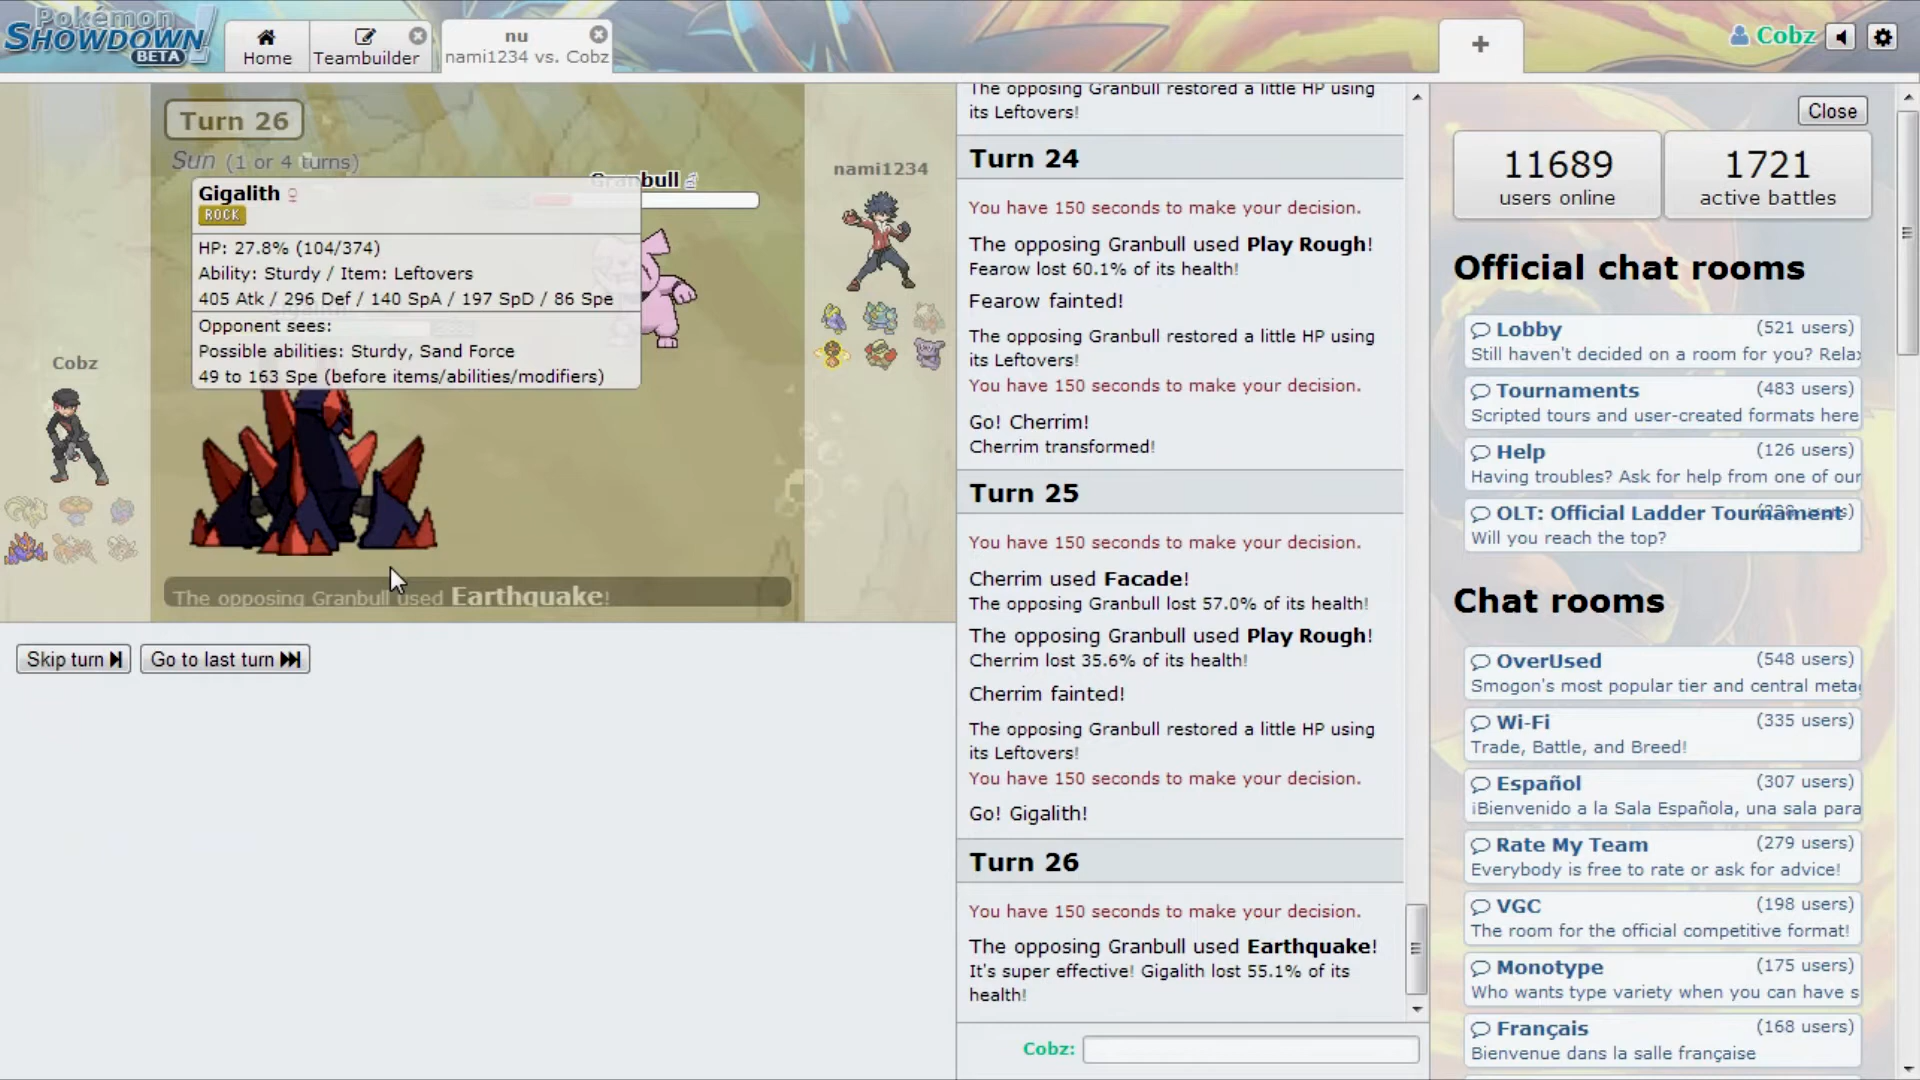 Pokémon
SHOWDOWN!
BETA
Home
Teambuilder
nu
nami1234 vs. Cobz
+
Cobz
Turn 26
Sun (1 or 4 turns)
Granbull
Gigalith ♀
ROCK
HP: 27.8% (104/374)
Ability: Sturdy / Item: Leftovers
405 Atk / 296 Def / 140 SpA / 197 SpD / 86 Spe
Opponent sees:
Possible abilities: Sturdy, Sand Force
49 to 163 Spe (before items/abilities/modifiers)
Cobz
nami1234
The opposing Granbull used Earthquake!
Skip turn
Go to last turn
The opposing Granbull restored a little HP using
its Leftovers!
Turn 24
You have 150 seconds to make your decision.
The opposing Granbull used Play Rough!
Fearow lost 60.1% of its health!
Fearow fainted!
The opposing Granbull restored a little HP using
its Leftovers!
You have 150 seconds to make your decision.
Go! Cherrim!
Cherrim transformed!
Turn 25
You have 150 seconds to make your decision.
Cherrim used Facade!
The opposing Granbull lost 57.0% of its health!
The opposing Granbull used Play Rough!
Cherrim lost 35.6% of its health!
Cherrim fainted!
The opposing Granbull restored a little HP using
its Leftovers!
You have 150 seconds to make your decision.
Go! Gigalith!
Turn 26
You have 150 seconds to make your decision.
The opposing Granbull used Earthquake!
It's super effective! Gigalith lost 55.1% of its
health!
Cobz:
Close
11689
users online
1721
active battles
Official chat rooms
Lobby (521 users)
Still haven't decided on a room for you? Relax
Tournaments (483 users)
Scripted tours and user-created formats here
Help (126 users)
Having troubles? Ask for help from one of our
OLT: Official Ladder Tournament
Will you reach the top?
Chat rooms
OverUsed (548 users)
Smogon's most popular tier and central meta
Wi-Fi (335 users)
Trade, Battle, and Breed!
Español (307 users)
¡Bienvenido a la Sala Española, una sala para
Rate My Team (279 users)
Everybody is free to rate or ask for advice!
VGC (198 users)
The room for the official competitive format!
Monotype (175 users)
Who wants type variety when you can have s
Français (168 users)
Bienvenue dans la salle française